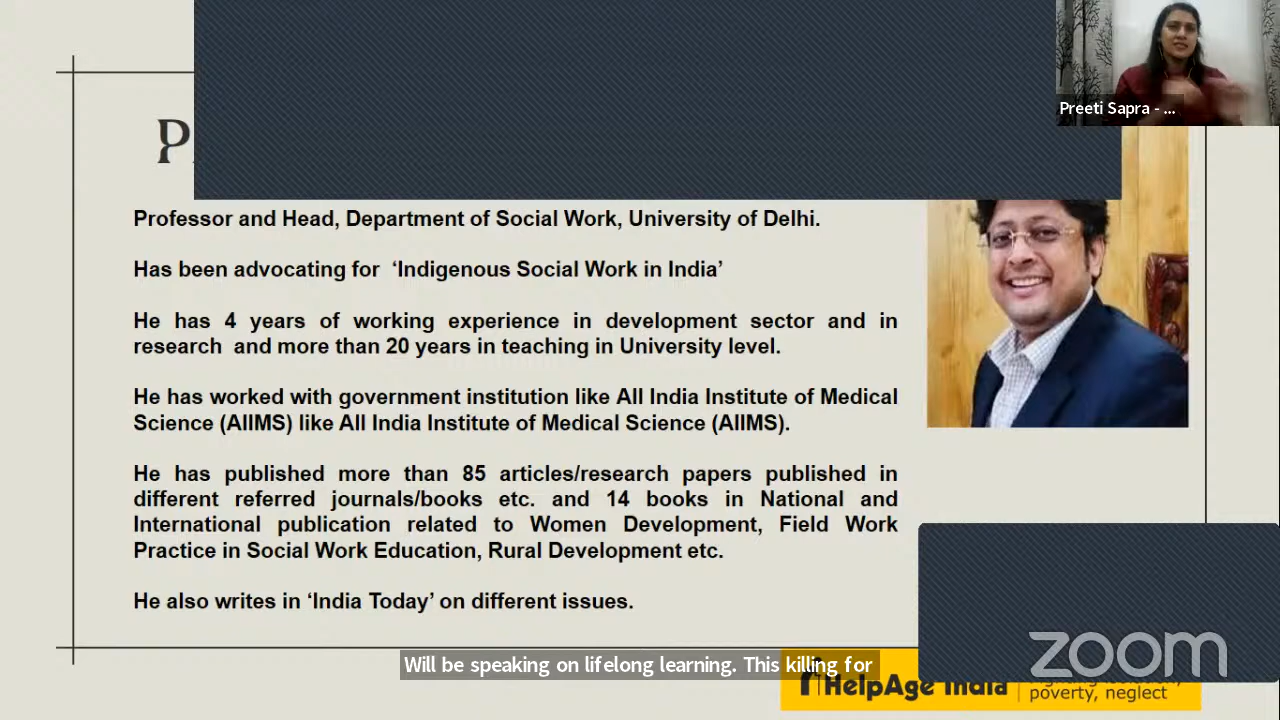 Preeti Sapra - ...
Professor and Head, Department of Social Work, University of Delhi.
Has been advocating for ‘Indigenous Social Work in India’
He has 4 years of working experience in development sector and in
research and more than 20 years in teaching in University level.
He has worked with government institution like All India Institute of Medical
Science (AIIMS) like All India Institute of Medical Science (AIIMS).
He has published more than 85 articles/research papers published in
different referred journals/books etc. and 14 books in National and
International publication related to Women Development, Field Work
Practice in Social Work Education, Rural Development etc.
He also writes in ‘India Today’ on different issues.
Will be speaking on lifelong learning. This killing for
HelpAge India
poverty, neglect
zoom